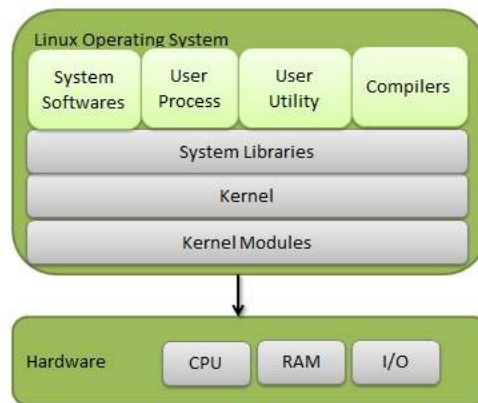 Linux Operating System
System
Softwares
User
Process
User
Utility
Compilers
System Libraries
Kernel
Kernel Modules
Hardware
CPU
RAM
I/O